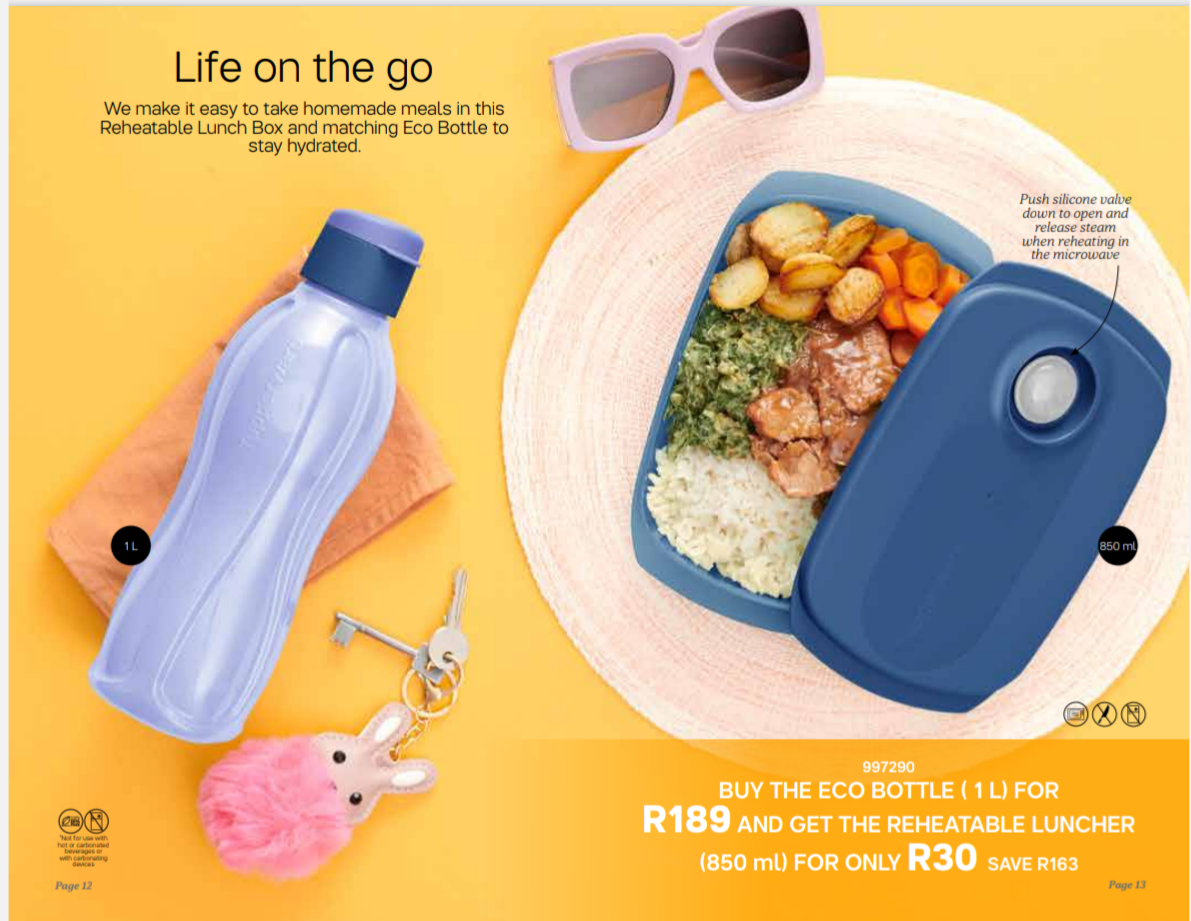 Life on the go
We make it easy to take homemade meals in this
Reheatable Lunch Box and matching Eco Bottle to
stay hydrated.
Push silicone valve
down to open and
release steam
when reheating in
the microwave
Tupperware
1 L
850 ml
997290
BUY THE ECO BOTTLE ( 1 L) FOR
R189 AND GET THE REHEATABLE LUNCHER
(850 ml) FOR ONLY R30 SAVE R163
*Not for use with
hot or carbonated
beverages or
with carbonating
devices
Page 12
Page 13